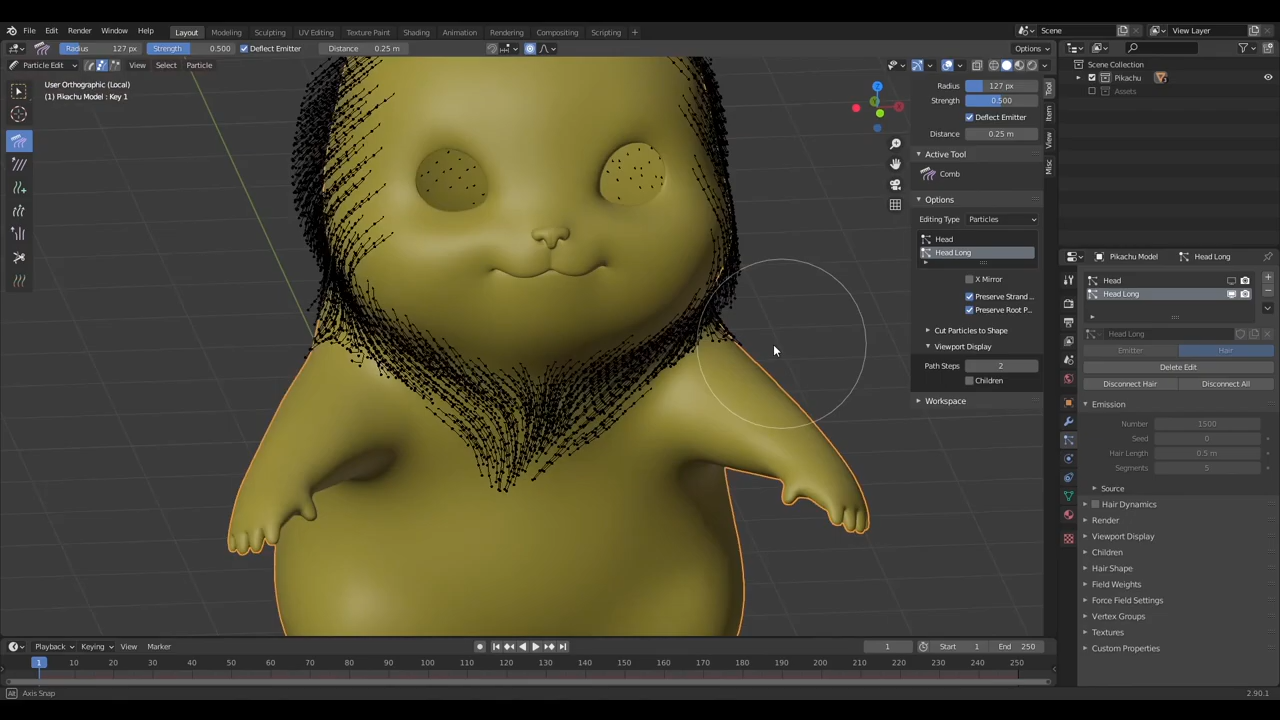 File Edit Render Window Help Layout Modeling Sculpting UV Editing Texture Paint Shading Animation Rendering Compositing Scripting Scene View Layer
Radius 127 px Strength 0.500 Deflect Emitter Distance 0.25 m Options
Particle Edit View Select Particle
User Orthographic (Local)
(1) Pikachu Model : Key 1
Z
Radius 127 px
Strength 0.500
Deflect Emitter
Distance 0.25 m
Active Tool
Comb
Options
Editing Type Particles
Head
Head Long
X Mirror
Preserve Strand ...
Preserve Root P...
Cut Particles to Shape
Viewport Display
Path Steps 2
Children
Workspace
Tool
Item
View
Misc
Scene Collection
Pikachu
Assets
Pikachu Model Head Long
Head
Head Long
Head Long
Emitter Hair
Delete Edit
Disconnect Hair Disconnect All
Emission
Number 1500
Seed 0
Hair Length 0.5 m
Segments 5
Source
Hair Dynamics
Render
Viewport Display
Children
Hair Shape
Field Weights
Force Field Settings
Vertex Groups
Textures
Custom Properties
Playback Keying View Marker 1 Start 1 End 250
1 10 20 30 40 50 60 70 80 90 100 110 120 130 140 150 160 170 180 190 200 210 220 230 240 250
Alt Axis Snap 2.90.1